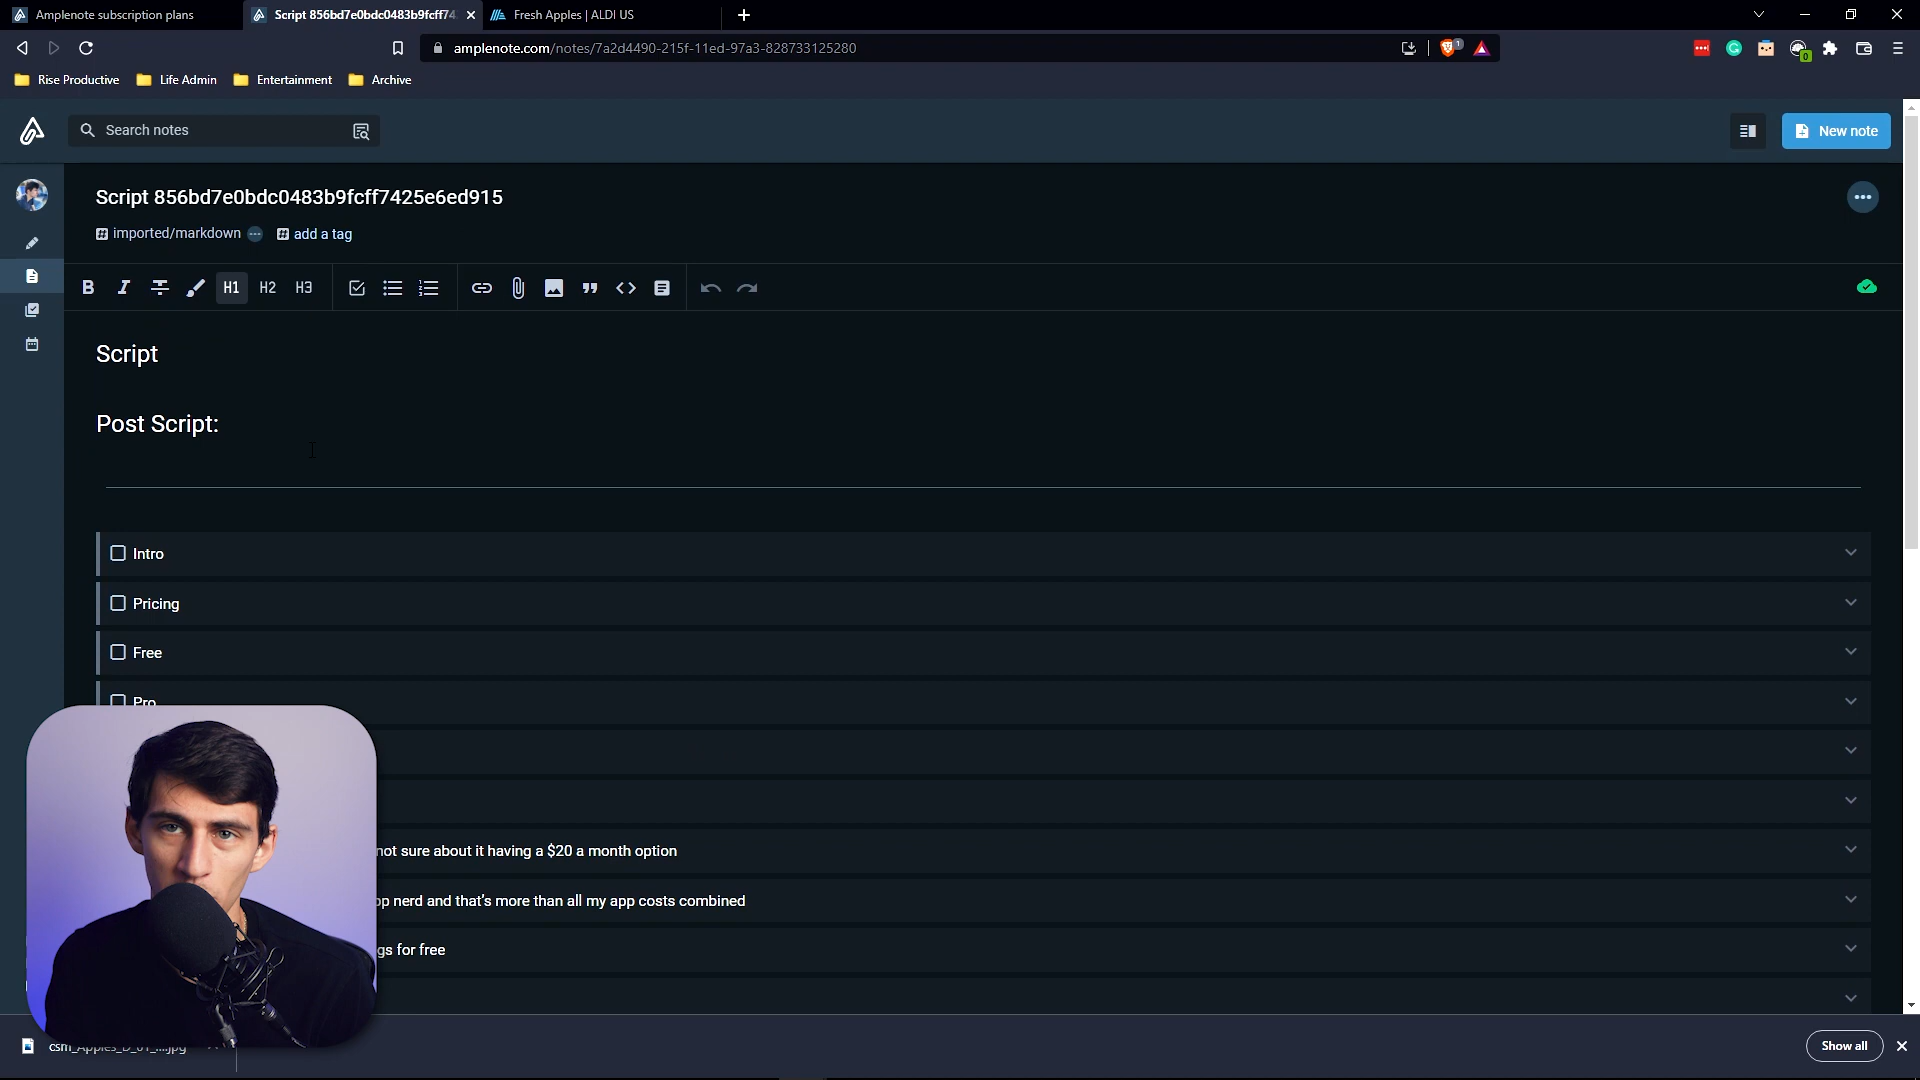 Amplenote subscription plans
Script 856bd7e0bdc0483b9fcff74
Fresh Apples | ALDI US
amplenote.com/notes/7a2d4490-215f-11ed-97a3-828733125280
1
0
Rise Productive
Life Admin
Entertainment
Archive
Search notes
New note
Script 856bd7e0bdc0483b9fcff7425e6ed915
imported/markdown
add a tag
B I H1 H2 H3
Script
Post Script:
Intro
Pricing
Free
Pro
not sure about it having a $20 a month option
nerd and that's more than all my app costs combined
for free
Show all